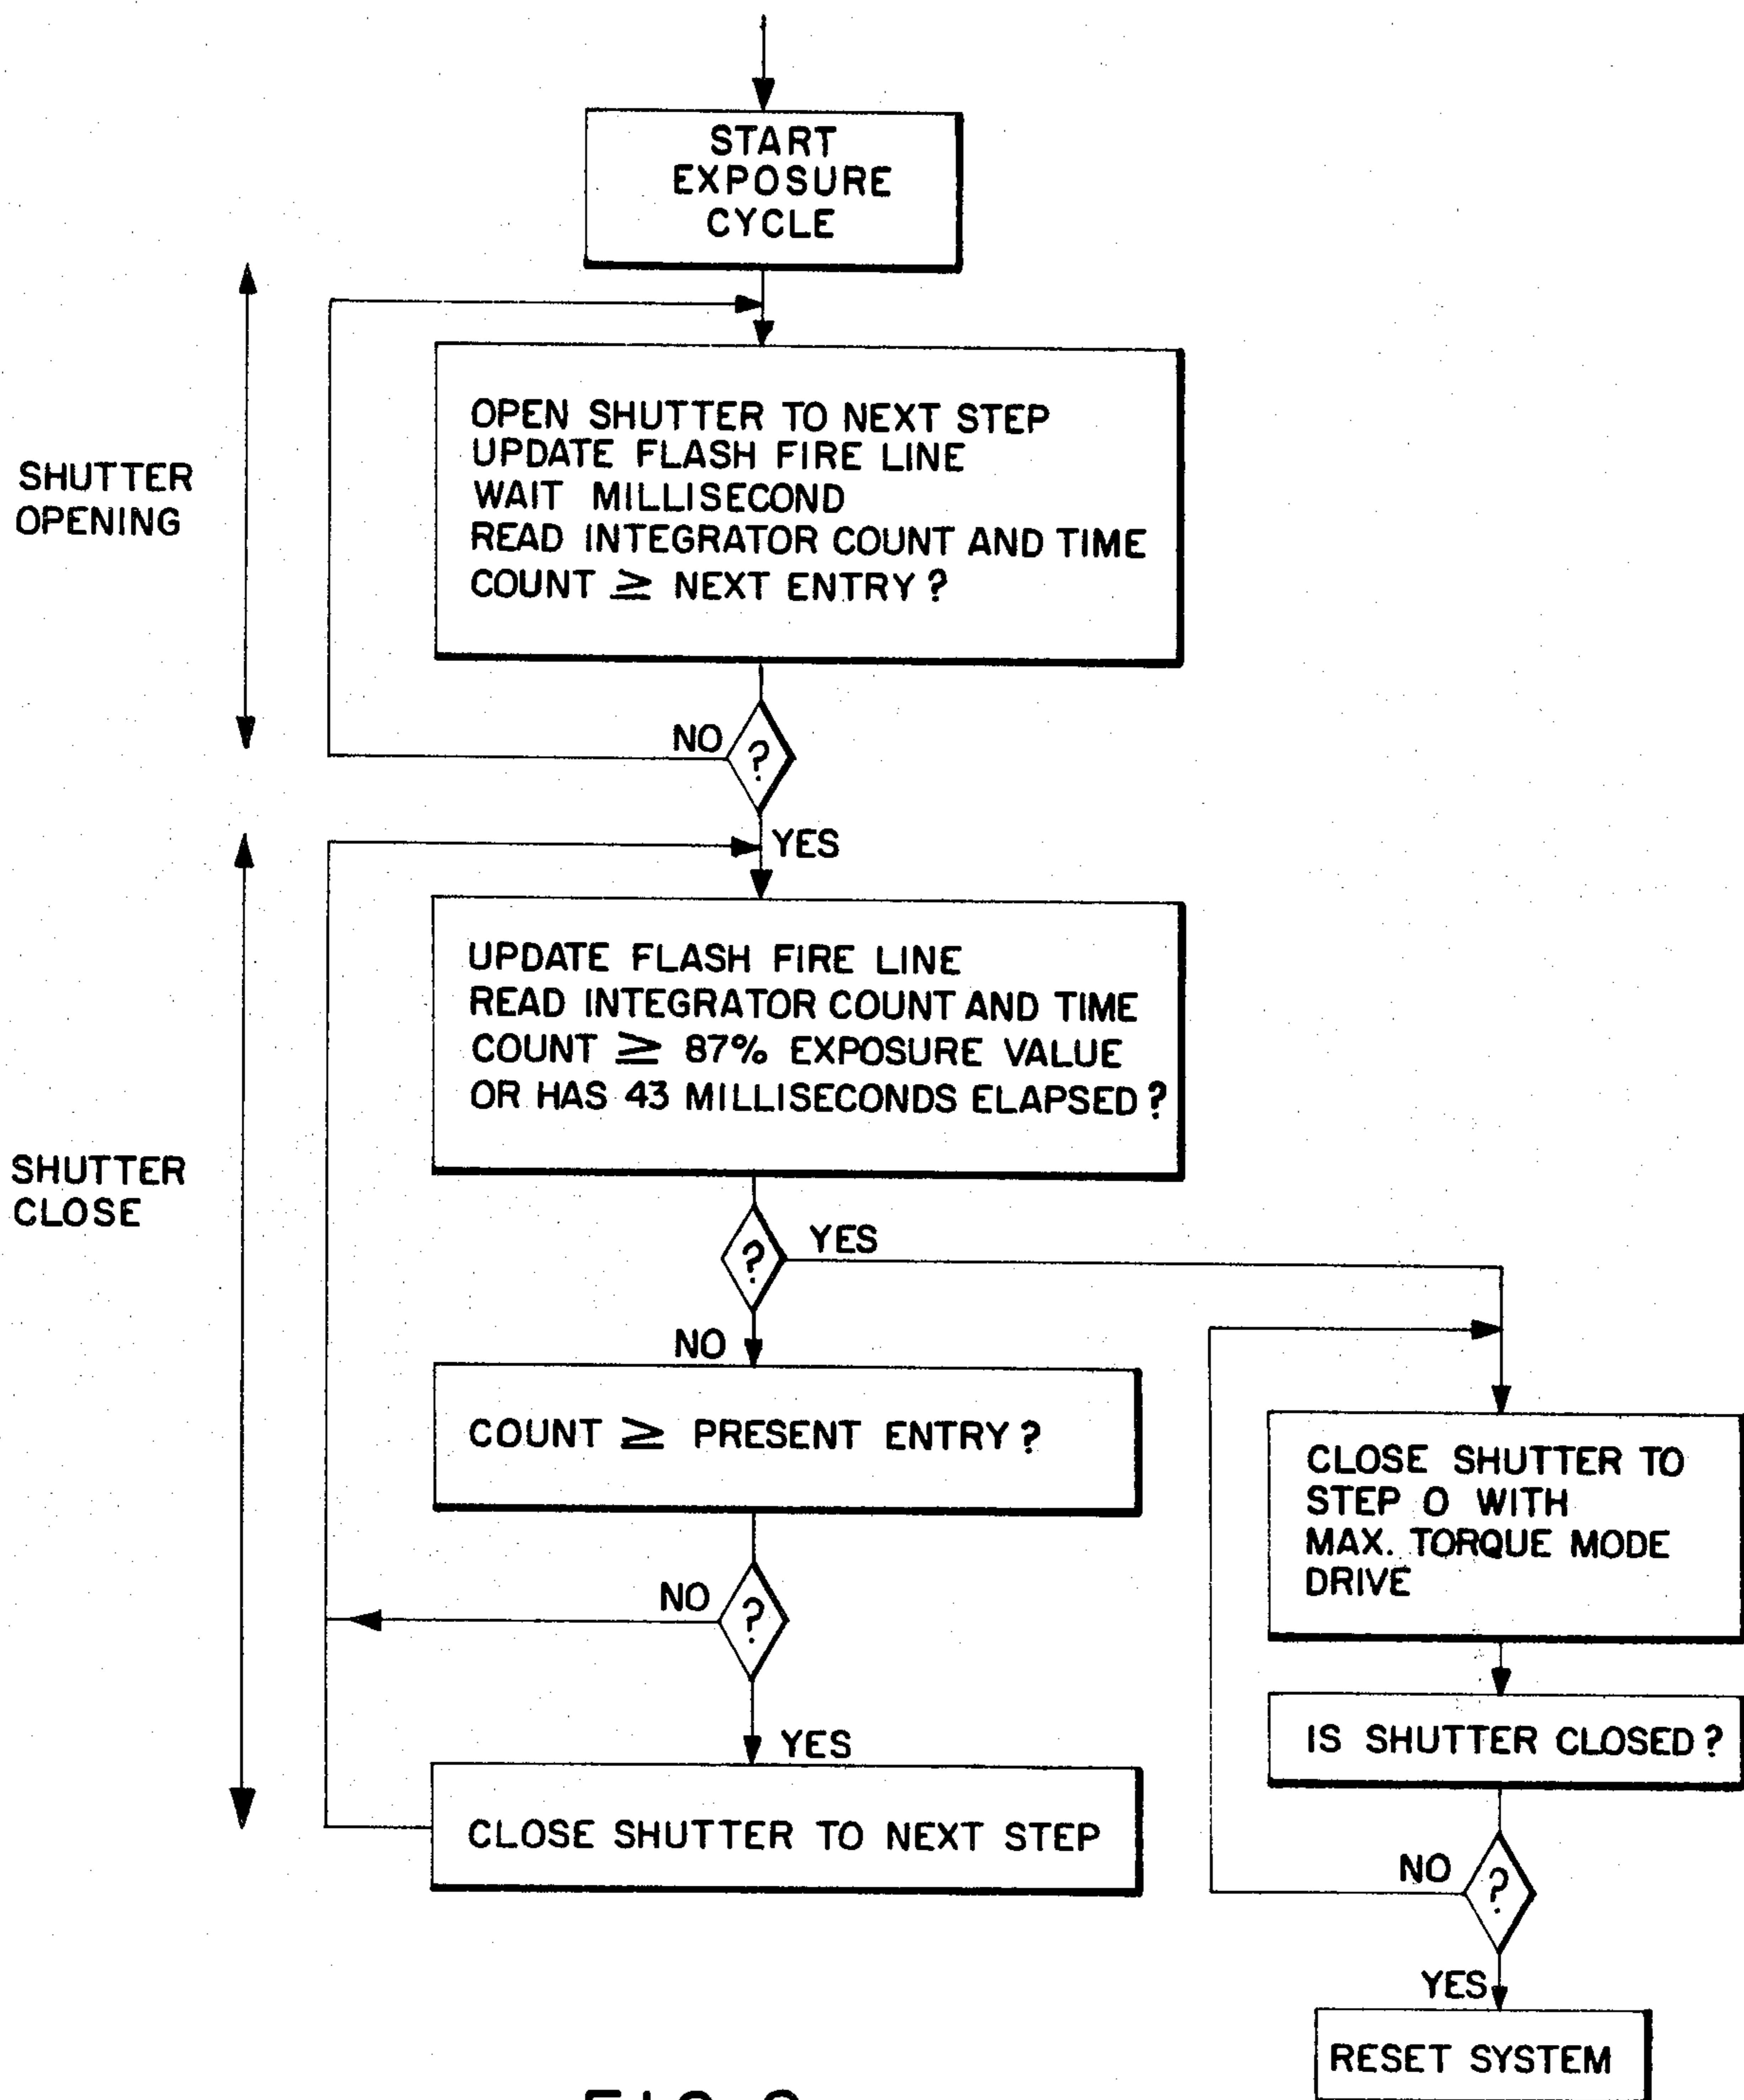 START
EXPOSURE
CYCLE
SHUTTER
OPENING
OPEN SHUTTER TO NEXT STEP
UPDATE FLASH FIRE LINE
WAIT MILLISECOND
READ INTEGRATOR COUNT AND TIME
COUNT ≧ NEXT ENTRY?
NO
?
YES
SHUTTER
CLOSE
UPDATE FLASH FIRE LINE
READ INTEGRATOR COUNT AND TIME
COUNT ≧ 87% EXPOSURE VALUE
OR HAS 43 MILLISECONDS ELAPSED?
?
YES
NO
COUNT ≧ PRESENT ENTRY?
NO
?
YES
CLOSE SHUTTER TO NEXT STEP
CLOSE SHUTTER TO
STEP 0 WITH
MAX. TORQUE MODE
DRIVE
IS SHUTTER CLOSED?
NO
?
YES
RESET SYSTEM